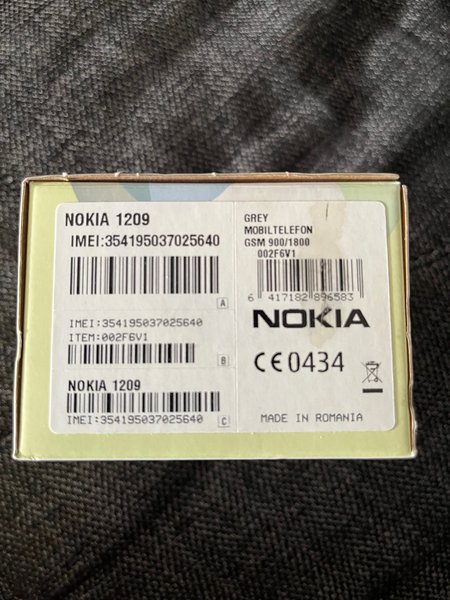 NOKIA 1209
IMEI:354195037025640
A
IMEI:354195037025640
ITEM:002F6V1
B
NOKIA 1209
IMEI:354195037025640
C
GREY
MOBILTELEFON
GSM 900/1800
002F6V1
6 417182 896583
NOKIA
CE0434
MADE IN ROMANIA